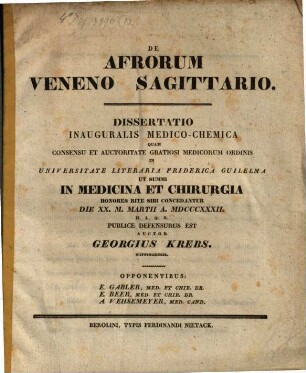 DE
AFRORUM
VENENO SAGITTARIO.
DISSERTATIO
INAUGURALIS MEDICO-CHEMICA
QUAM
CONSENSU ET AUCTORITATE GRATIOSI MEDICORUM ORDINIS
IN
UNIVERSITATE LITERARIA FRIDERICA GUILELMA
UT SUMMI
IN MEDICINA ET CHIRURGIA
HONORES RITE SIBI CONCEDANTUR
DIE XX. M. MARTII A. MDCCCXXXII.
H. L. Q. S.
PUBLICE DEFENSURUS EST
AUCTOR
GEORGIUS KREBS.
OPPONENTIBUS:
E. GABLER, MED. ET CHIR. DR.
E. BEER, MED. ET CHIR. DR.
A VEHSEMEYER, MED. CAND.
BEROLINI, TYPIS FERDINANDI NIETACK.